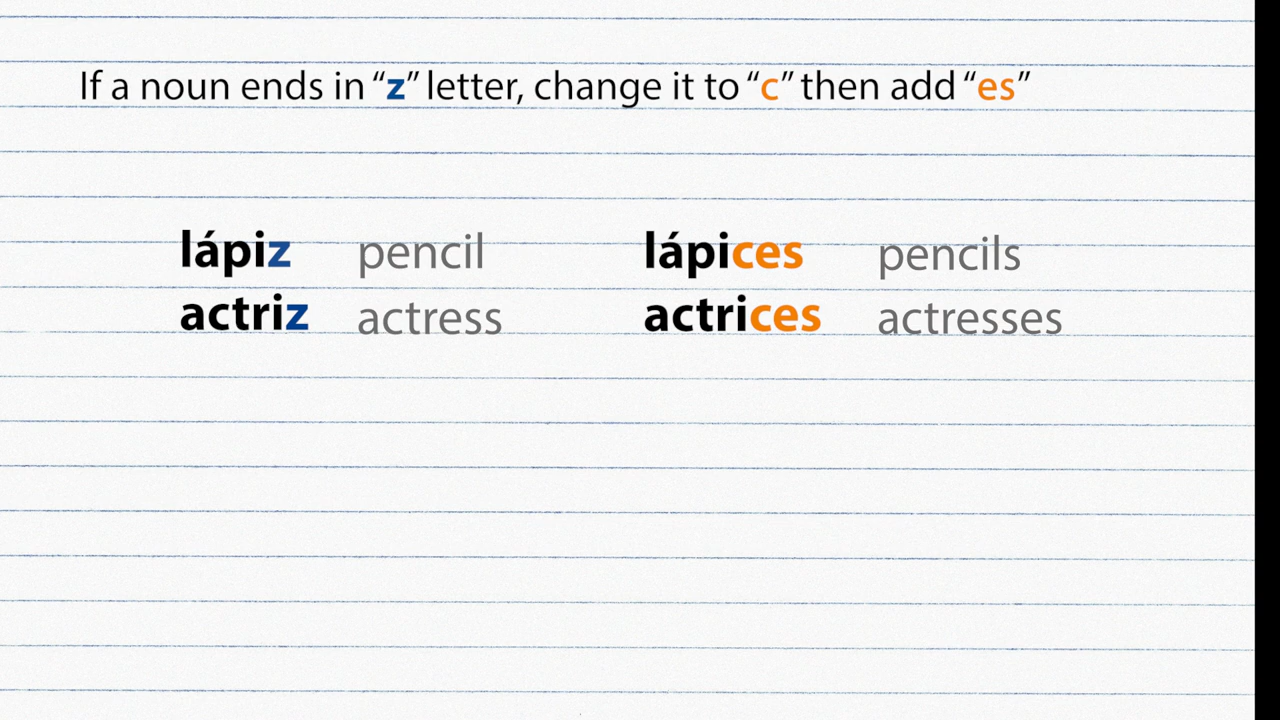 If a noun ends in “z” letter, change it to “c” then add “es”
lápiz pencil lápices pencils
actriz actress actrices actresses